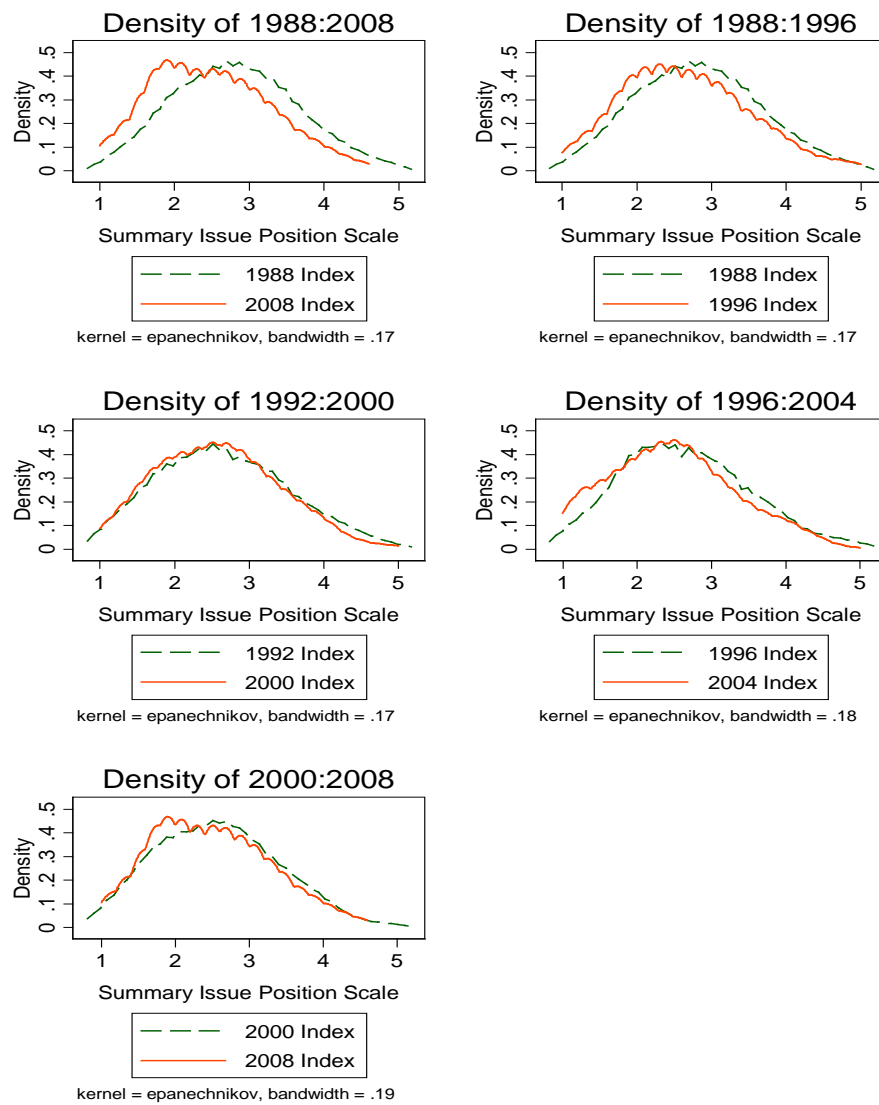 Density of 1988:2008
Density
0 .1 .2 .3 .4 .5
1 2 3 4 5
Summary Issue Position Scale
1988 Index
2008 Index
kernel = epanechnikov, bandwidth = .17
Density of 1988:1996
Density
0 .1 .2 .3 .4 .5
1 2 3 4 5
Summary Issue Position Scale
1988 Index
1996 Index
kernel = epanechnikov, bandwidth = .17
Density of 1992:2000
Density
0 .1 .2 .3 .4 .5
1 2 3 4 5
Summary Issue Position Scale
1992 Index
2000 Index
kernel = epanechnikov, bandwidth = .17
Density of 1996:2004
Density
0 .1 .2 .3 .4 .5
1 2 3 4 5
Summary Issue Position Scale
1996 Index
2004 Index
kernel = epanechnikov, bandwidth = .18
Density of 2000:2008
Density
0 .1 .2 .3 .4 .5
1 2 3 4 5
Summary Issue Position Scale
2000 Index
2008 Index
kernel = epanechnikov, bandwidth = .19